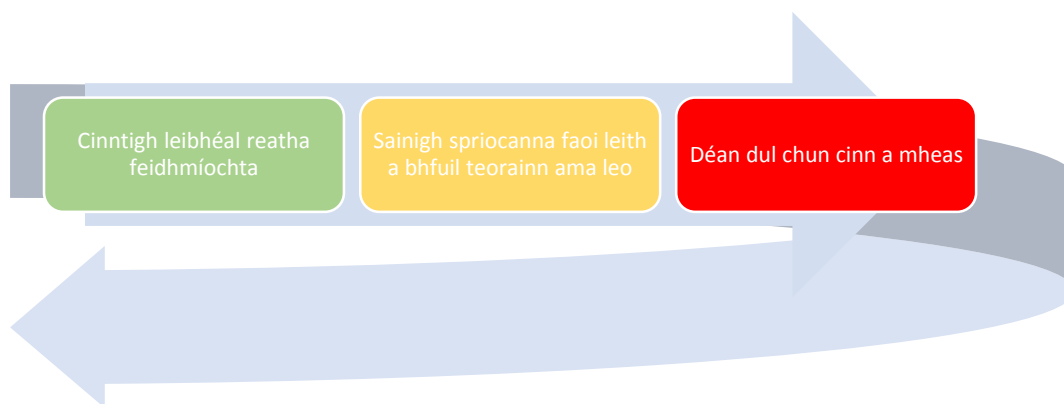 Cinntigh leibhéal reatha
feidhmíochta
Sainigh spriocanna faoi leith
a bhfuil teorainn ama leo
Déan dul chun cinn a mheas